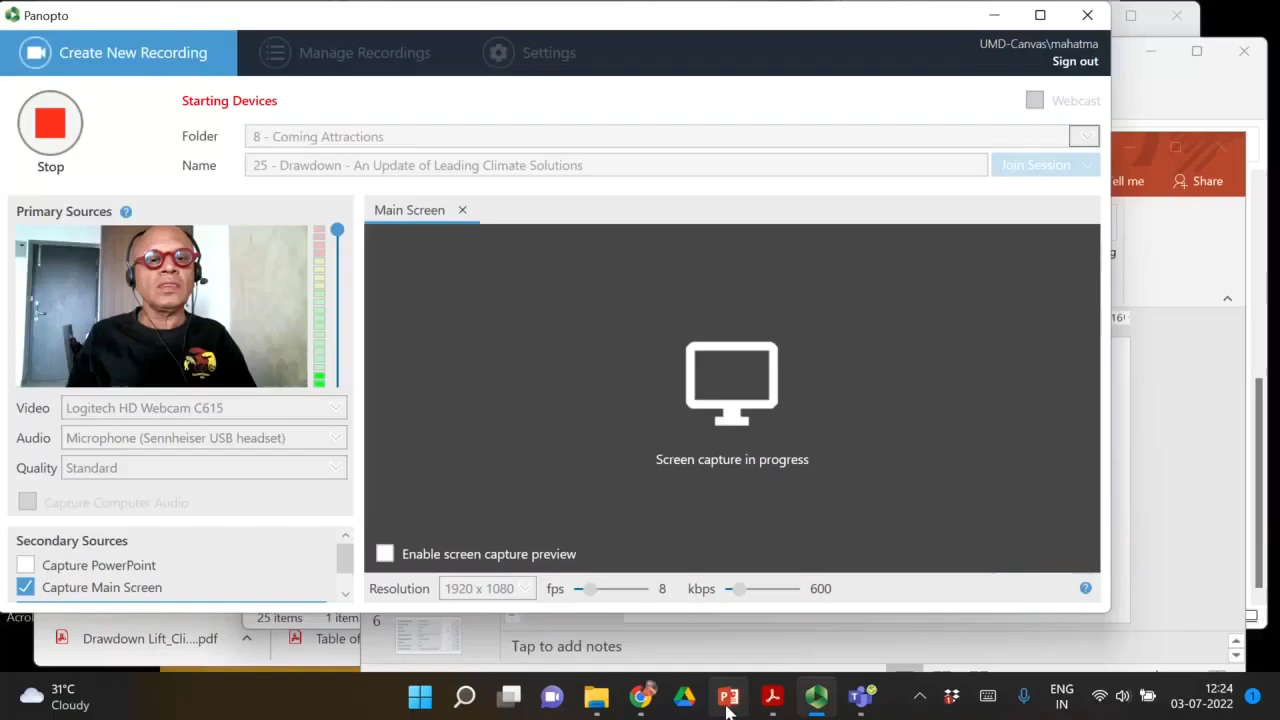 Panopto
Create New Recording
Manage Recordings
Settings
UMD-Canvas\mahatma
Sign out
Starting Devices
Webcast
Folder
8 - Coming Attractions
Stop
Name
25 - Drawdown - An Update of Leading Climate Solutions
Join Session
ell me
Share
Primary Sources
Main Screen
Screen capture in progress
Video
Logitech HD Webcam C615
Audio
Microphone (Sennheiser USB headset)
Quality
Standard
Capture Computer Audio
Secondary Sources
Capture PowerPoint
Capture Main Screen
Enable screen capture preview
Resolution
1920 x 1080
fps
8
kbps
600
25 items
1 item
6
Drawdown Lift_Cli....pdf
Table of
Tap to add notes
31°C
Cloudy
ENG
IN
12:24
03-07-2022